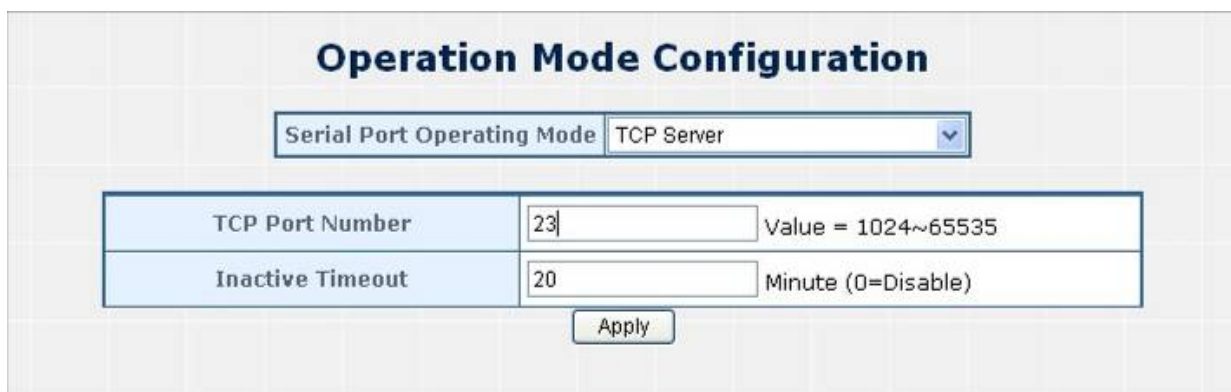 Operation Mode Configuration
Serial Port Operating Mode TCP Server
TCP Port Number 23 Value = 1024~65535
Inactive Timeout 20 Minute (0=Disable)
Apply